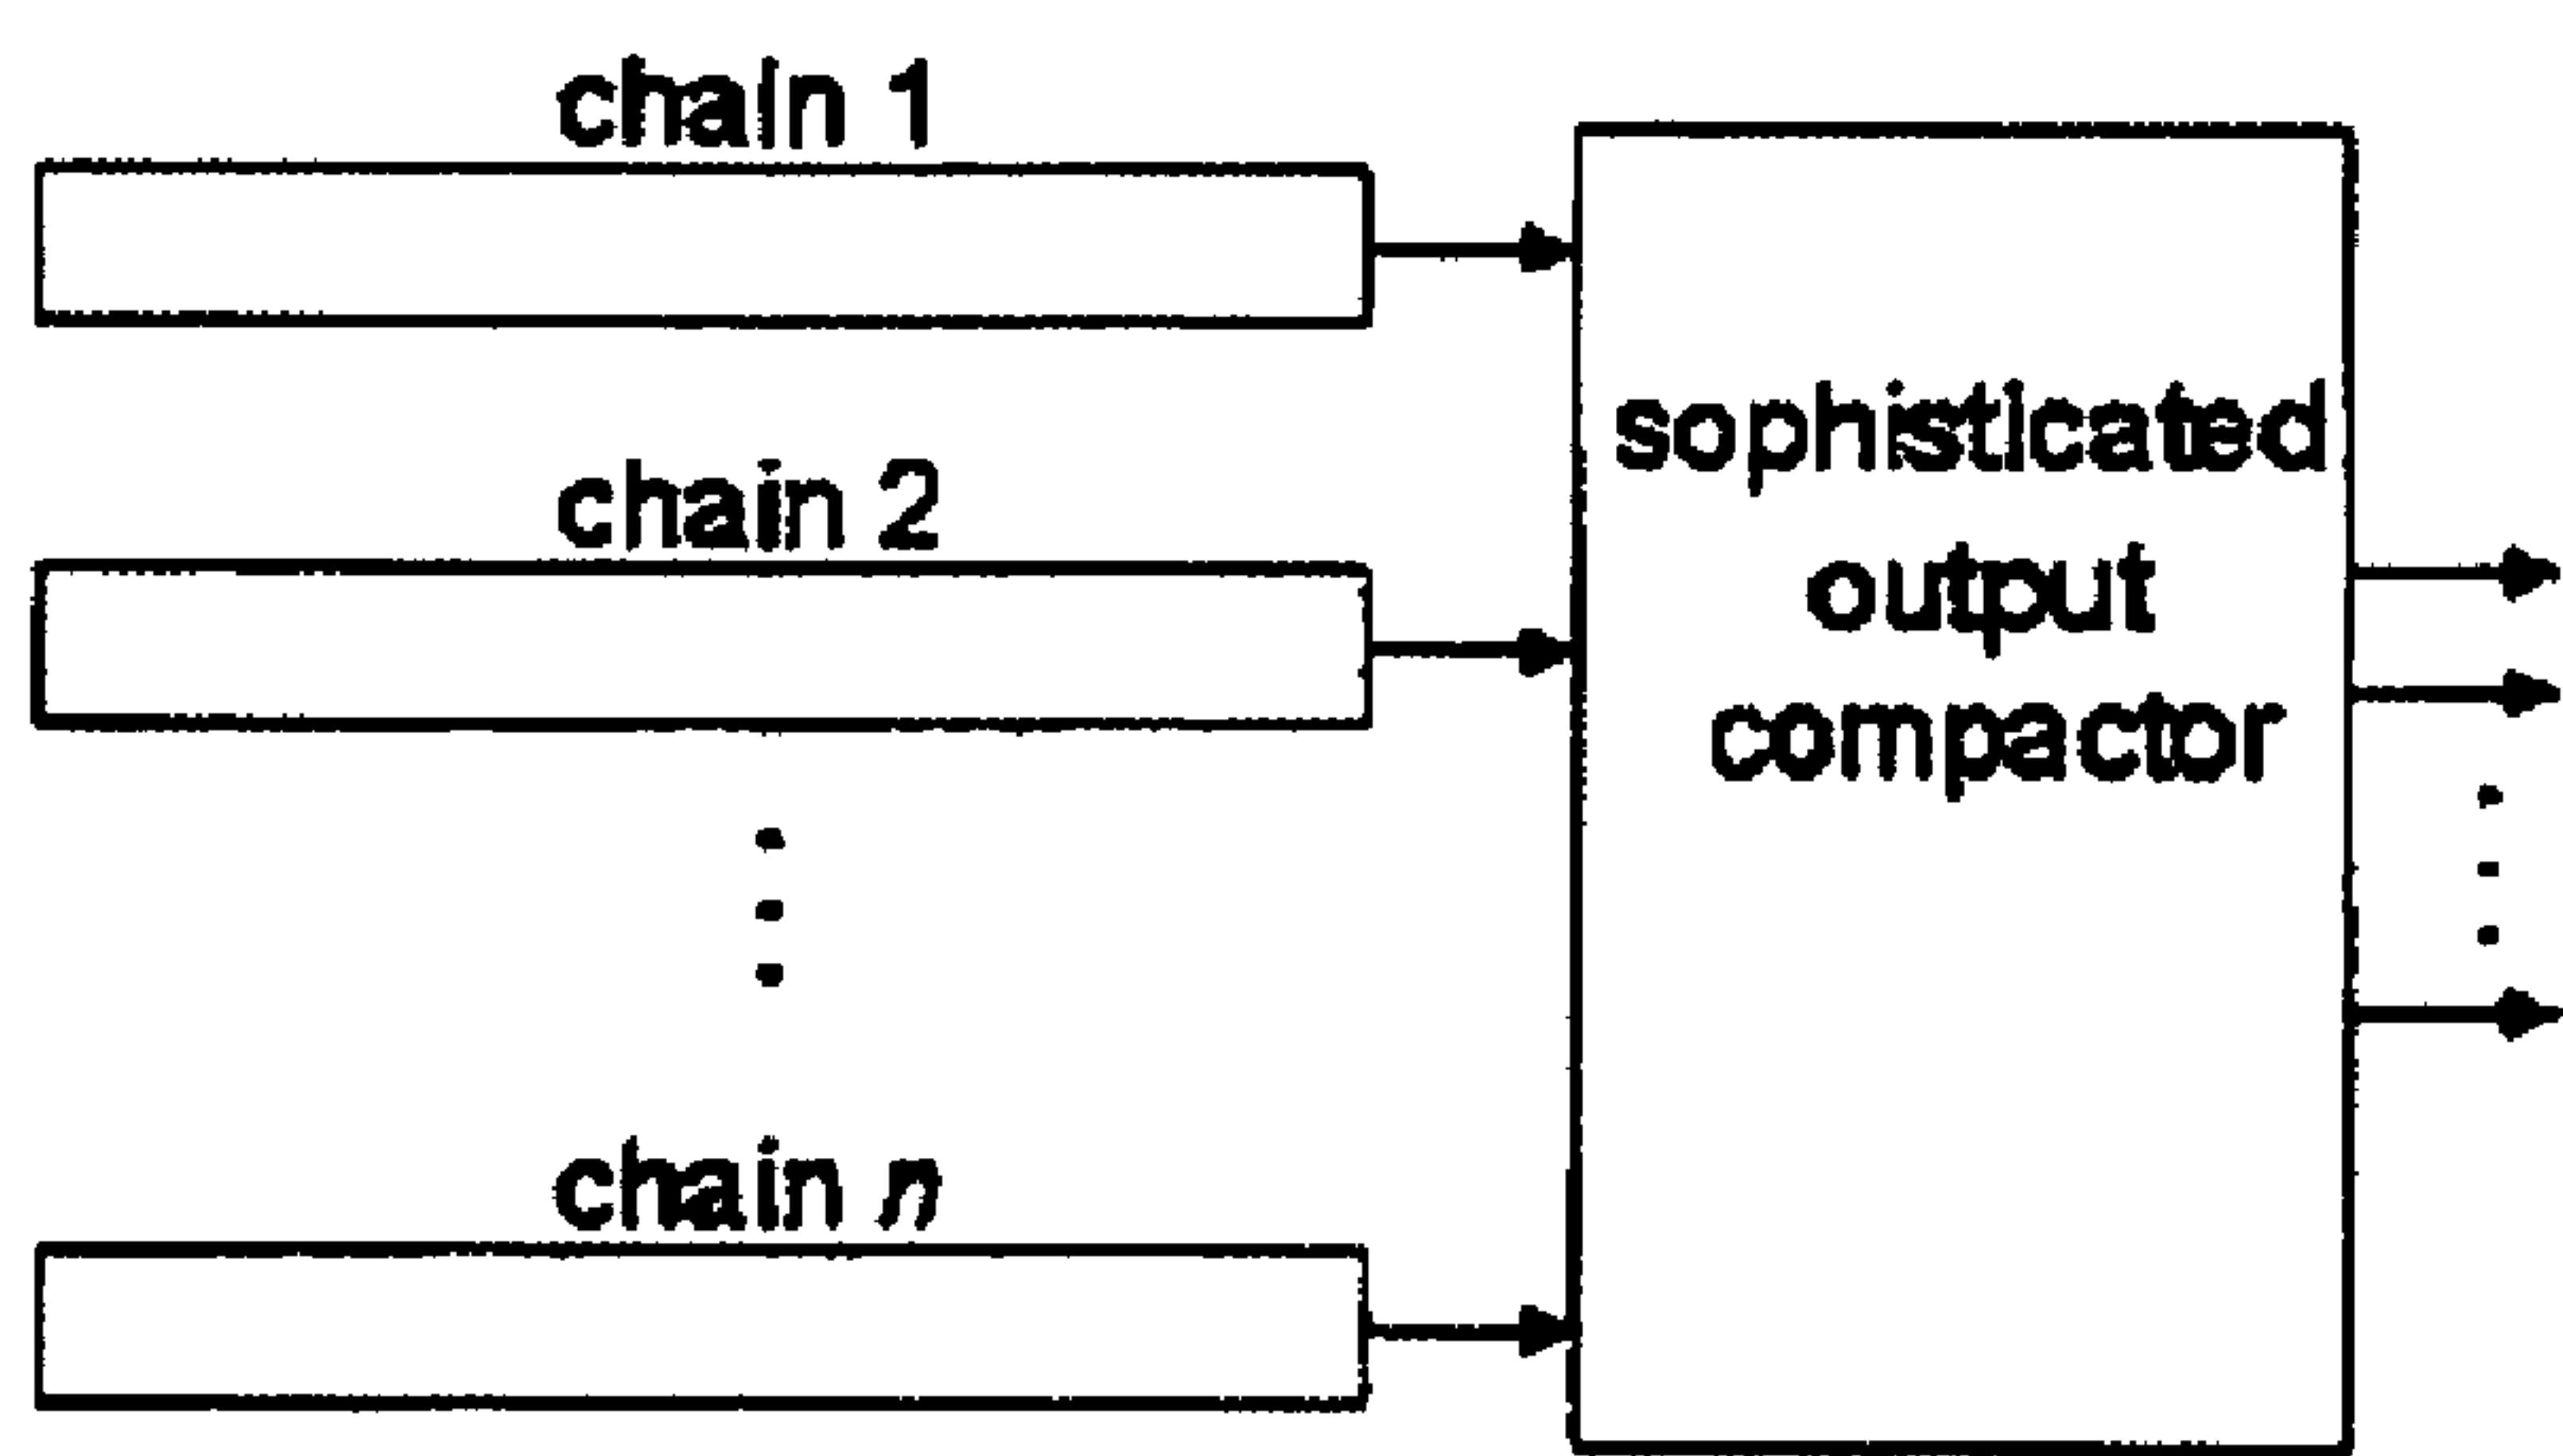 chain 1
sophisticated
output
compactor
chain 2
chain n